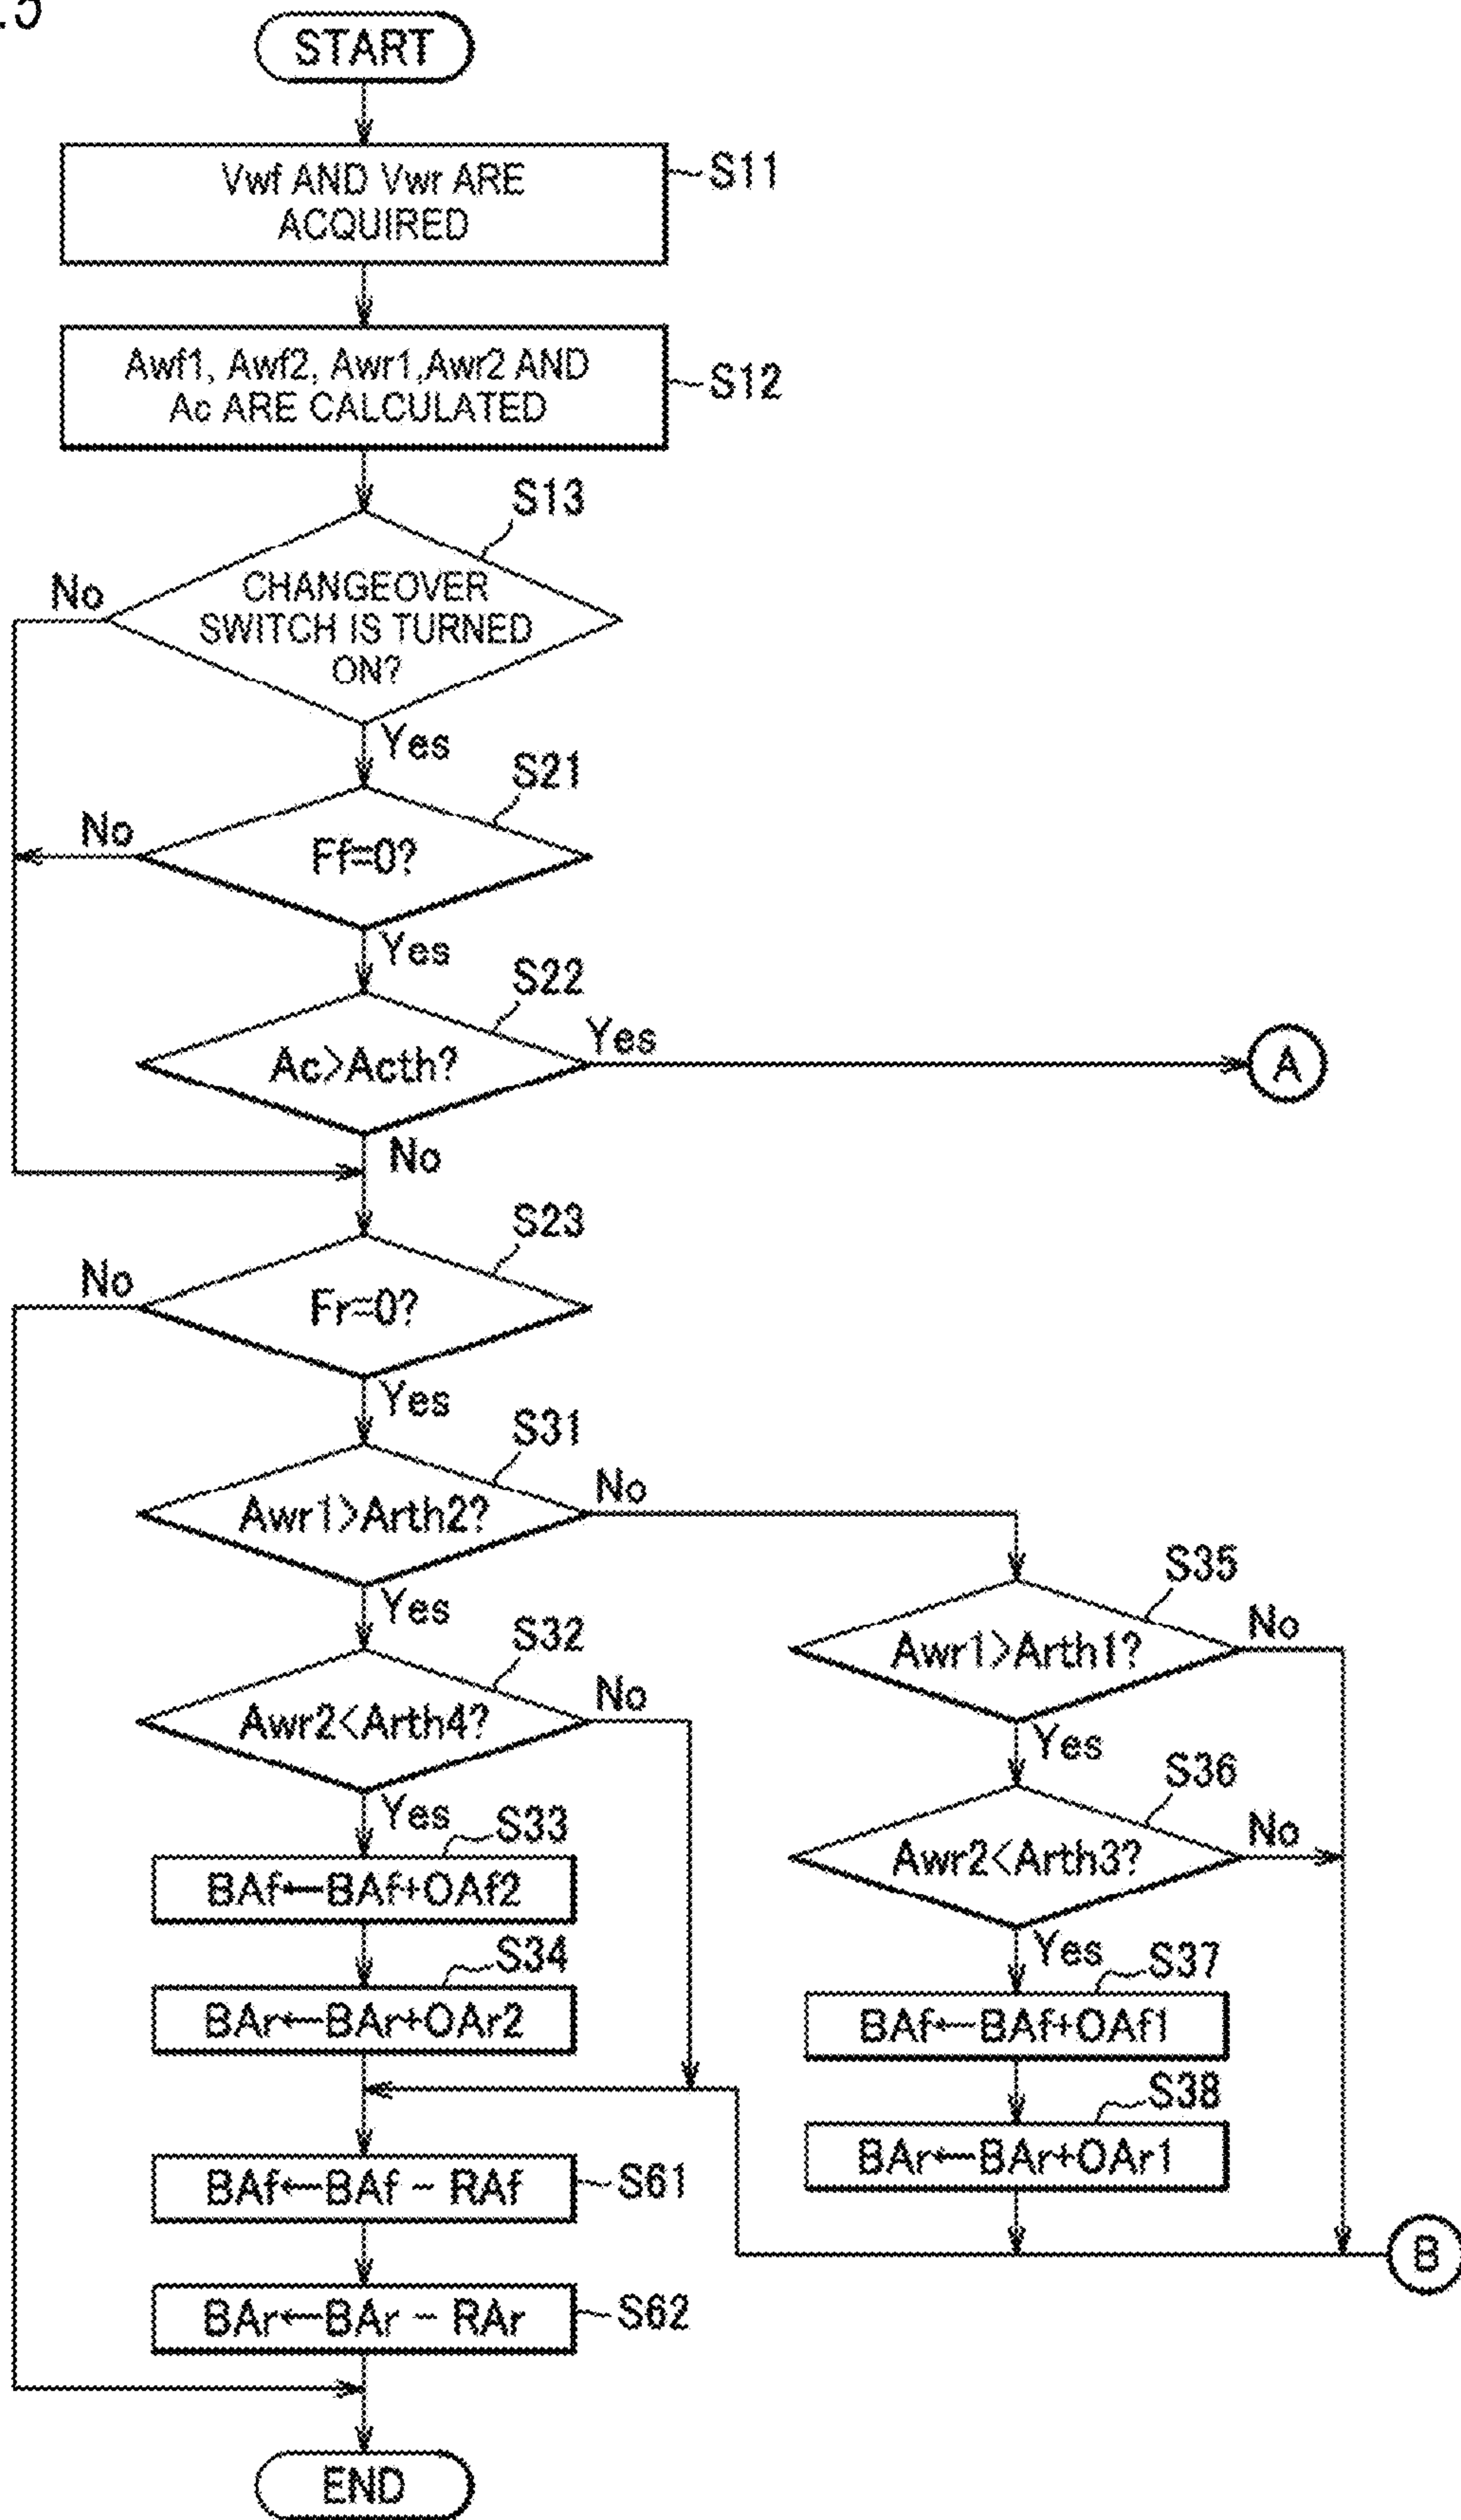 .5
START
Vwf AND Vwr ARE
ACQUIRED
S11
Awf1, Awf2, Awr1,Awr2 AND
Ac ARE CALCULATED
S12
S13
No
CHANGEOVER
SWITCH IS TURNED
ON?
Yes
S21
No
Ff=0?
Yes
S22
Yes
Ac>Acth?
A
No
S23
No
Fr=0?
Yes
S31
No
Awr1>Arth2?
Yes
S35
No
Awr1>Arth1?
S32
No
Awr2<Arth4?
Yes
S36
No
Awr2<Arth3?
Yes
S33
BAf←BAf+OAf2
Yes
S37
BAf←BAf+OAf1
S34
BAr←BAr+OAr2
S38
BAr←BAr+OAr1
BAf←BAf - RAf
S61
B
BAr←BAr - RAr
S62
END